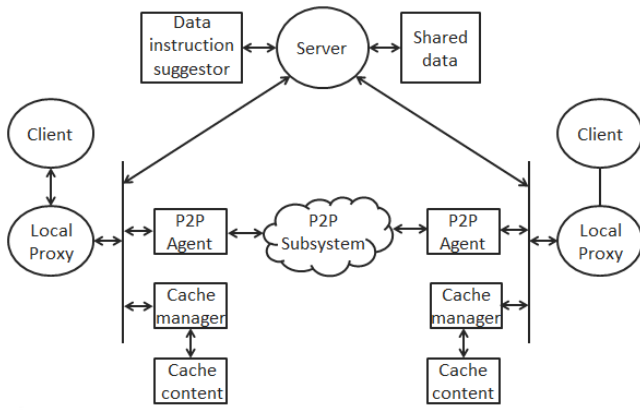 Data
instruction
suggestor
Server
Shared
data
Client
Client
Local
Proxy
P2P
Agent
P2P
Subsystem
P2P
Agent
Local
Proxy
Cache
manager
Cache
manager
Cache
content
Cache
content